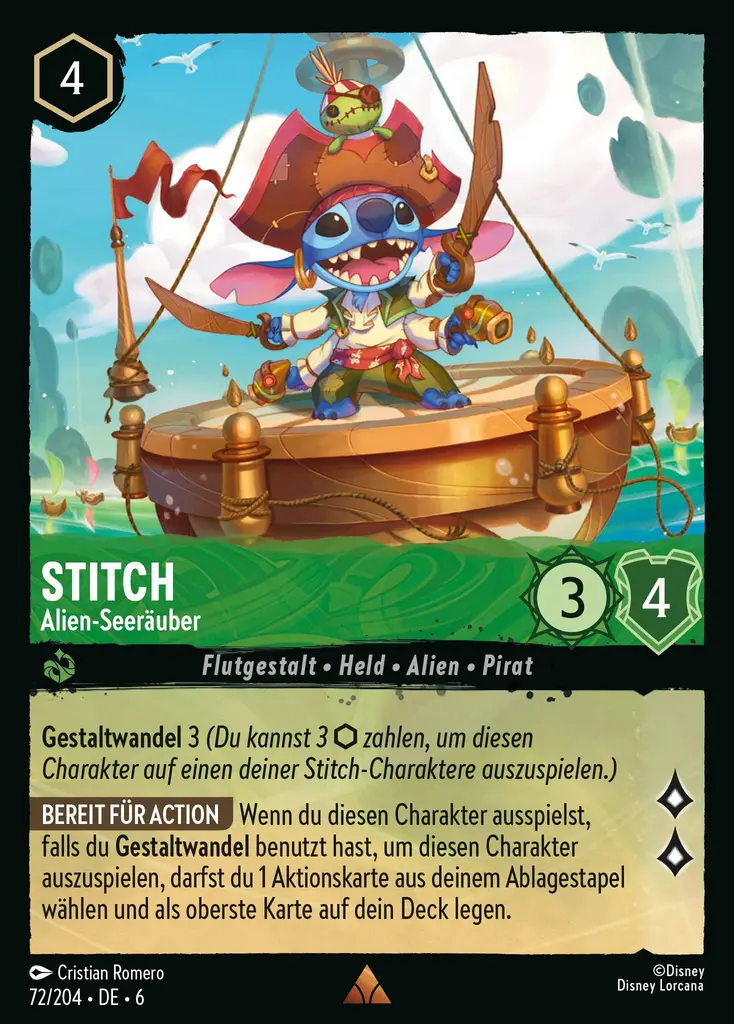 4
STITCH
Alien-Seeräuber
3
4
Flutgestalt • Held • Alien • Pirat
Gestaltwandel 3 (Du kannst 3 ⬡ zahlen, um diesen
Charakter auf einen deiner Stitch-Charaktere auszuspielen.)
BEREIT FÜR ACTION Wenn du diesen Charakter ausspielst,
falls du Gestaltwandel benutzt hast, um diesen Charakter
auszuspielen, darfst du 1 Aktionskarte aus deinem Ablagestapel
wählen und als oberste Karte auf dein Deck legen.
Cristian Romero
72/204 • DE • 6
©Disney
Disney Lorcana